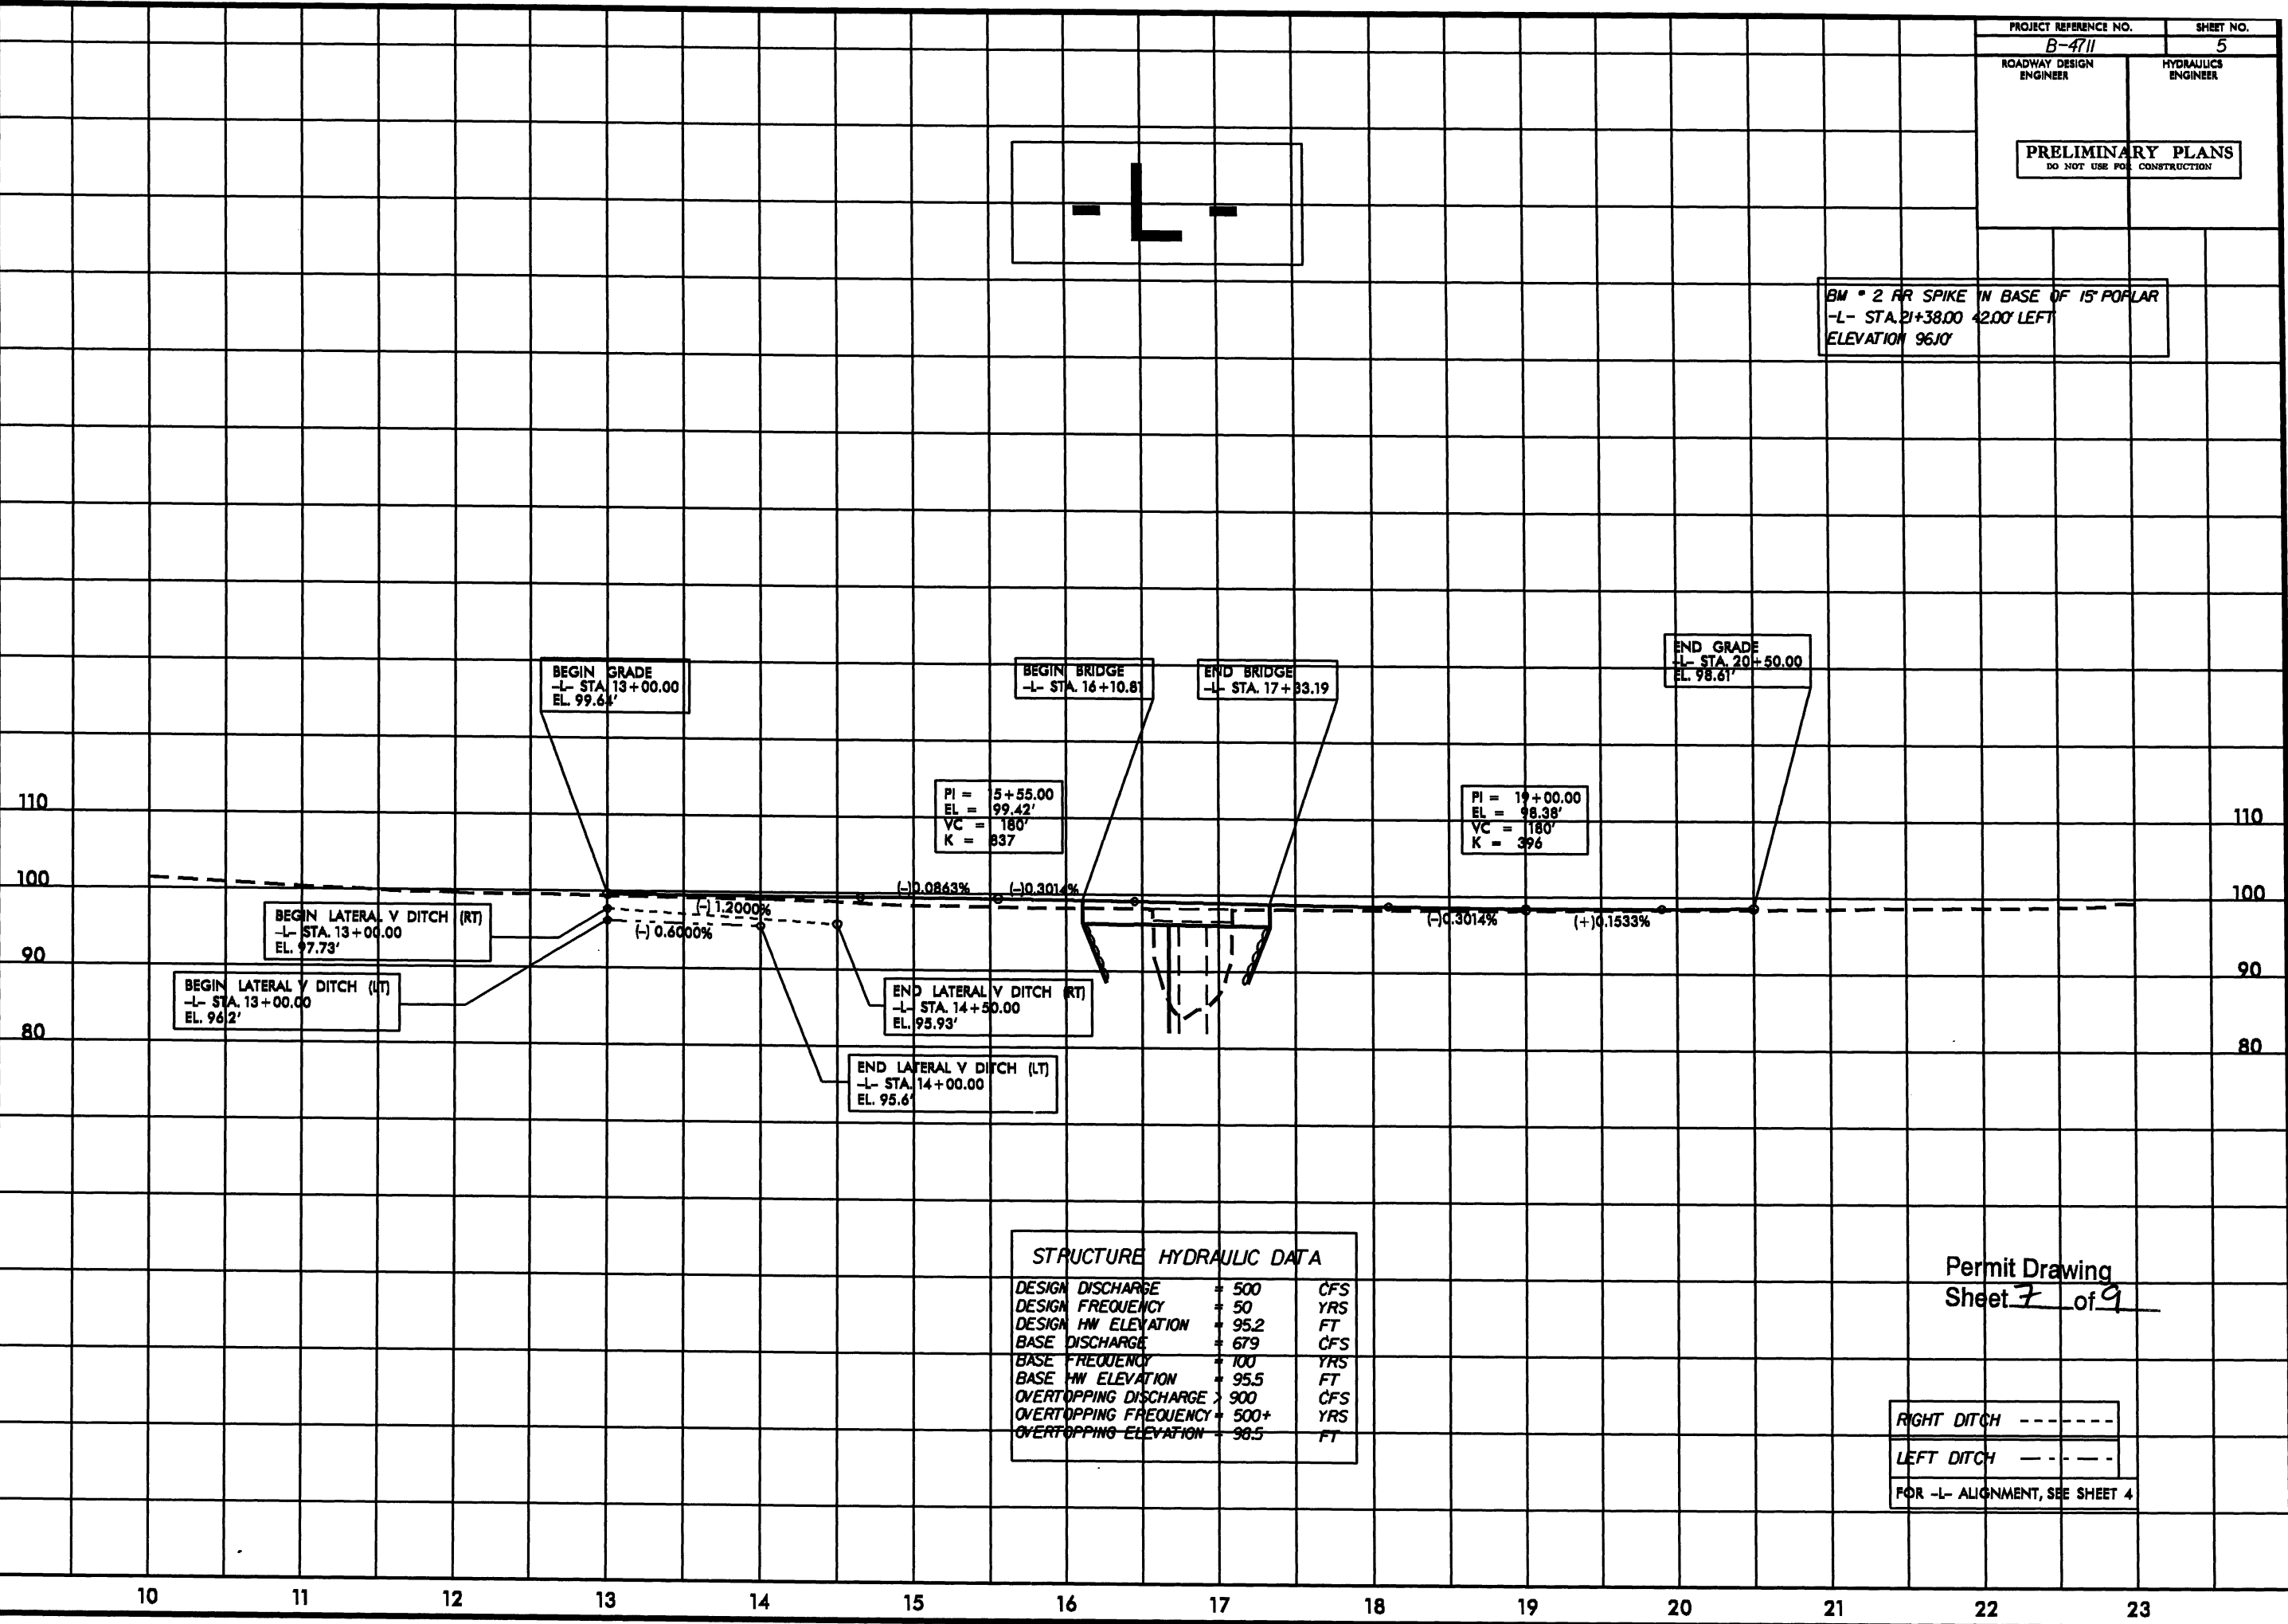 PROJECT REFERENCE NO. SHEET NO.
B-4711 5
ROADWAY DESIGN ENGINEER HYDRAULICS ENGINEER
PRELIMINARY PLANS
DO NOT USE FOR CONSTRUCTION
-L-
BM # 2 RR SPIKE IN BASE OF 15" POPLAR
-L- STA. 21+38.00 42.00' LEFT
ELEVATION 96.10'
BEGIN GRADE
-L- STA. 13+00.00
EL. 99.64'
BEGIN BRIDGE
-L- STA. 16+10.81
END BRIDGE
-L- STA. 17+33.19
END GRADE
-L- STA. 20+50.00
EL. 98.61'
PI = 15+55.00
EL = 99.42'
VC = 180'
K = 837
PI = 19+00.00
EL = 98.38'
VC = 180'
K = 396
110 110
100 100
90 90
80 80
(-)0.0863% (-)0.3014%
(-)1.2000%
(-) 0.6000%
(-)0.3014% (+)0.1533%
BEGIN LATERAL V DITCH (RT)
-L- STA. 13+00.00
EL. 97.73'
BEGIN LATERAL V DITCH (LT)
-L- STA. 13+00.00
EL. 96.2'
END LATERAL V DITCH (RT)
-L- STA. 14+50.00
EL. 95.93'
END LATERAL V DITCH (LT)
-L- STA. 14+00.00
EL. 95.6'
STRUCTURE HYDRAULIC DATA
DESIGN DISCHARGE = 500 CFS
DESIGN FREQUENCY = 50 YRS
DESIGN HW ELEVATION = 95.2 FT
BASE DISCHARGE = 679 CFS
BASE FREQUENCY = 100 YRS
BASE HW ELEVATION = 95.5 FT
OVERTOPPING DISCHARGE > 900 CFS
OVERTOPPING FREQUENCY = 500+ YRS
OVERTOPPING ELEVATION = 98.5 FT
Permit Drawing
Sheet 7 of 9
RIGHT DITCH
LEFT DITCH
FOR -L- ALIGNMENT, SEE SHEET 4
10 11 12 13 14 15 16 17 18 19 20 21 22 23